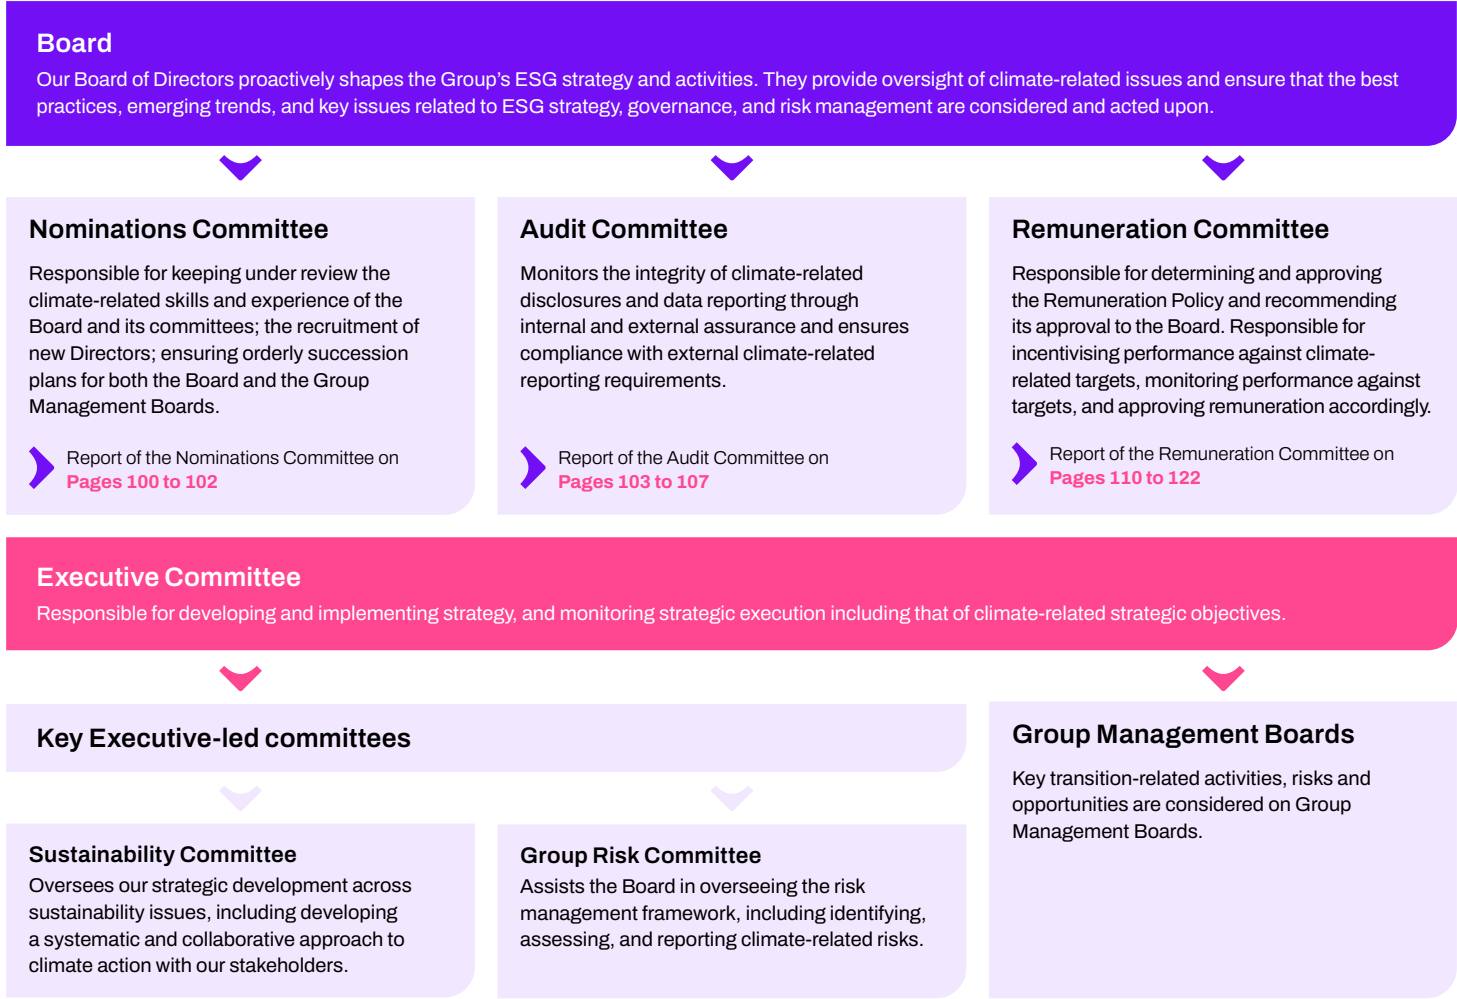 Board
Our Board of Directors proactively shapes the Group’s ESG strategy and activities. They provide oversight of climate-related issues and ensure that the best
practices, emerging trends, and key issues related to ESG strategy, governance, and risk management are considered and acted upon.
Nominations Committee
Responsible for keeping under review the
climate-related skills and experience of the
Board and its committees; the recruitment of
new Directors; ensuring orderly succession
plans for both the Board and the Group
Management Boards.
Report of the Nominations Committee on
Pages 100 to 102
Audit Committee
Monitors the integrity of climate-related
disclosures and data reporting through
internal and external assurance and ensures
compliance with external climate-related
reporting requirements.
Report of the Audit Committee on
Pages 103 to 107
Remuneration Committee
Responsible for determining and approving
the Remuneration Policy and recommending
its approval to the Board. Responsible for
incentivising performance against climate-
related targets, monitoring performance against
targets, and approving remuneration accordingly.
Report of the Remuneration Committee on
Pages 110 to 122
Executive Committee
Responsible for developing and implementing strategy, and monitoring strategic execution including that of climate-related strategic objectives.
Key Executive-led committees
Sustainability Committee
Oversees our strategic development across
sustainability issues, including developing
a systematic and collaborative approach to
climate action with our stakeholders.
Group Risk Committee
Assists the Board in overseeing the risk
management framework, including identifying,
assessing, and reporting climate-related risks.
Group Management Boards
Key transition-related activities, risks and
opportunities are considered on Group
Management Boards.